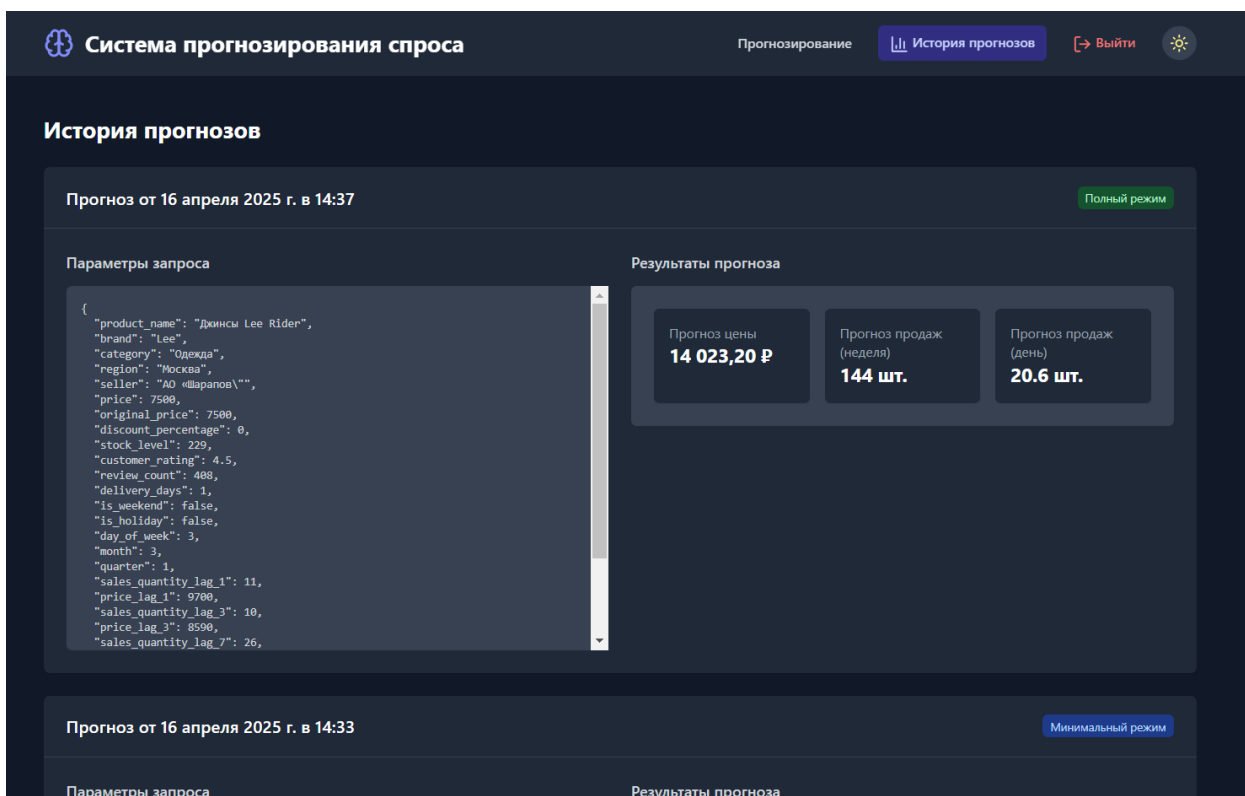 Система прогнозирования спроса
Прогнозирование
История прогнозов
Выйти
История прогнозов
Прогноз от 16 апреля 2025 г. в 14:37
Полный режим
Параметры запроса
{
"product_name": "Джинсы Lee Rider",
"brand": "Lee",
"category": "Одежда",
"region": "Москва",
"seller": "АО «Шарапов\"",
"price": 7500,
"original_price": 7500,
"discount_percentage": 0,
"stock_level": 229,
"customer_rating": 4.5,
"review_count": 408,
"delivery_days": 1,
"is_weekend": false,
"is_holiday": false,
"day_of_week": 3,
"month": 3,
"quarter": 1,
"sales_quantity_lag_1": 11,
"price_lag_1": 9700,
"sales_quantity_lag_3": 10,
"price_lag_3": 8590,
"sales_quantity_lag_7": 26,
Результаты прогноза
Прогноз цены
14 023,20 ₽
Прогноз продаж
(неделя)
144 шт.
Прогноз продаж
(день)
20.6 шт.
Прогноз от 16 апреля 2025 г. в 14:33
Минимальный режим
Параметры запроса
Результаты прогноза